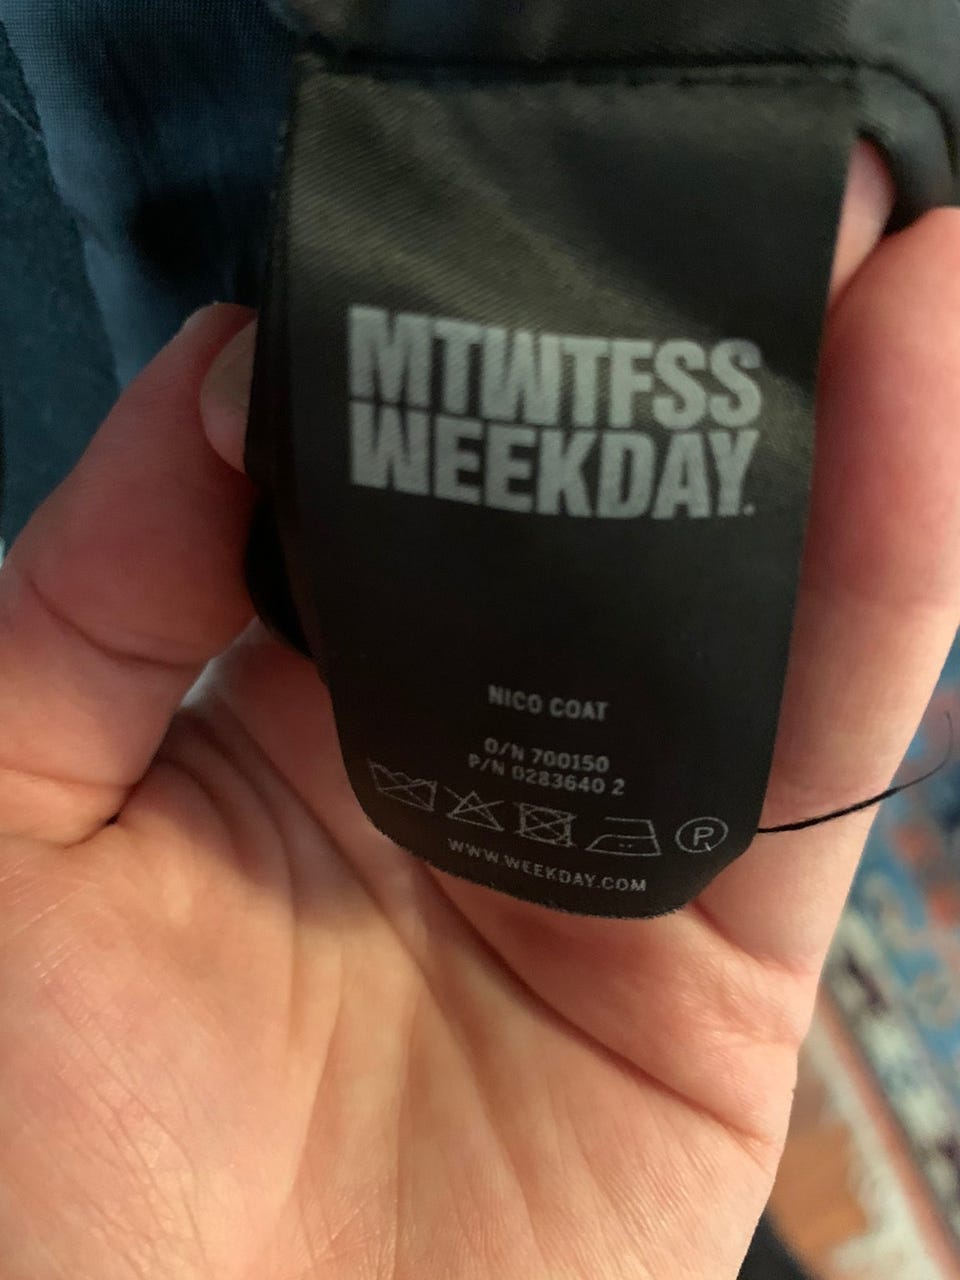 MTWTFSS
WEEKDAY.
NICO COAT
O/N 700150
P/N 0283640 2
P
WWW.WEEKDAY.COM